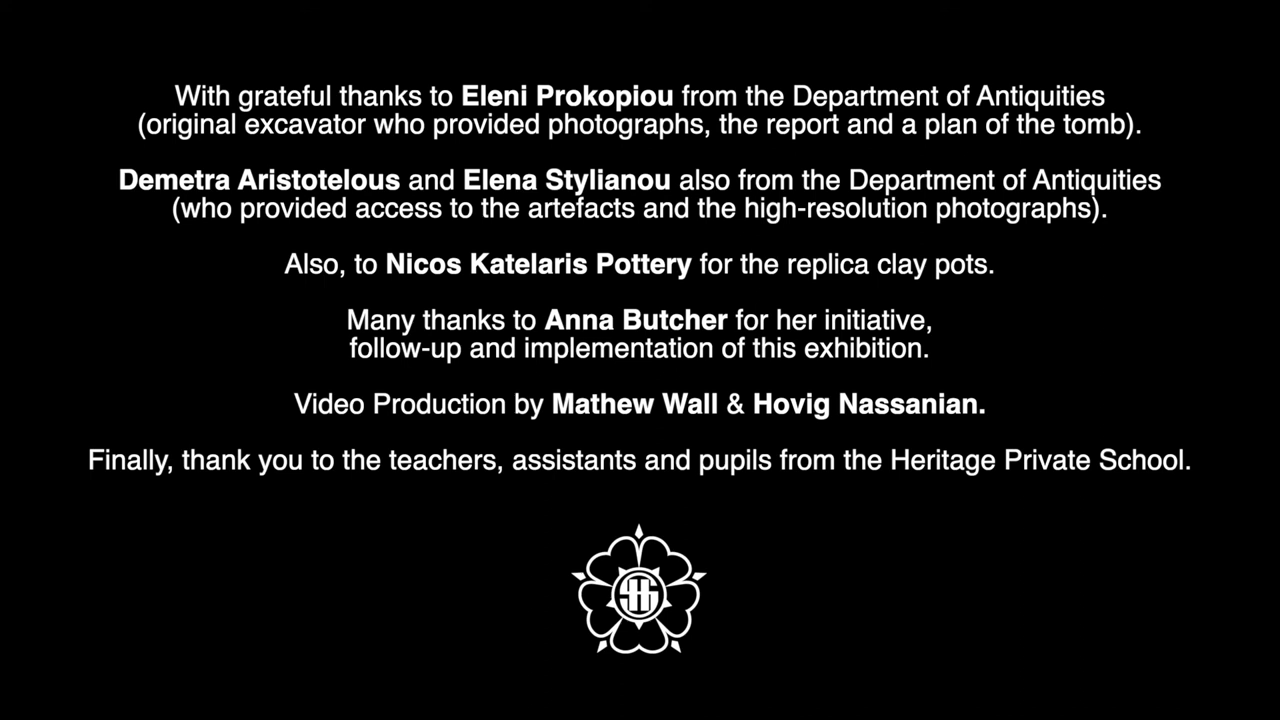 With grateful thanks to Eleni Prokopiou from the Department of Antiquities
(original excavator who provided photographs, the report and a plan of the tomb).
Demetra Aristotelous and Elena Stylianou also from the Department of Antiquities
(who provided access to the artefacts and the high-resolution photographs).
Also, to Nicos Katelaris Pottery for the replica clay pots.
Many thanks to Anna Butcher for her initiative,
follow-up and implementation of this exhibition.
Video Production by Mathew Wall & Hovig Nassanian.
Finally, thank you to the teachers, assistants and pupils from the Heritage Private School.